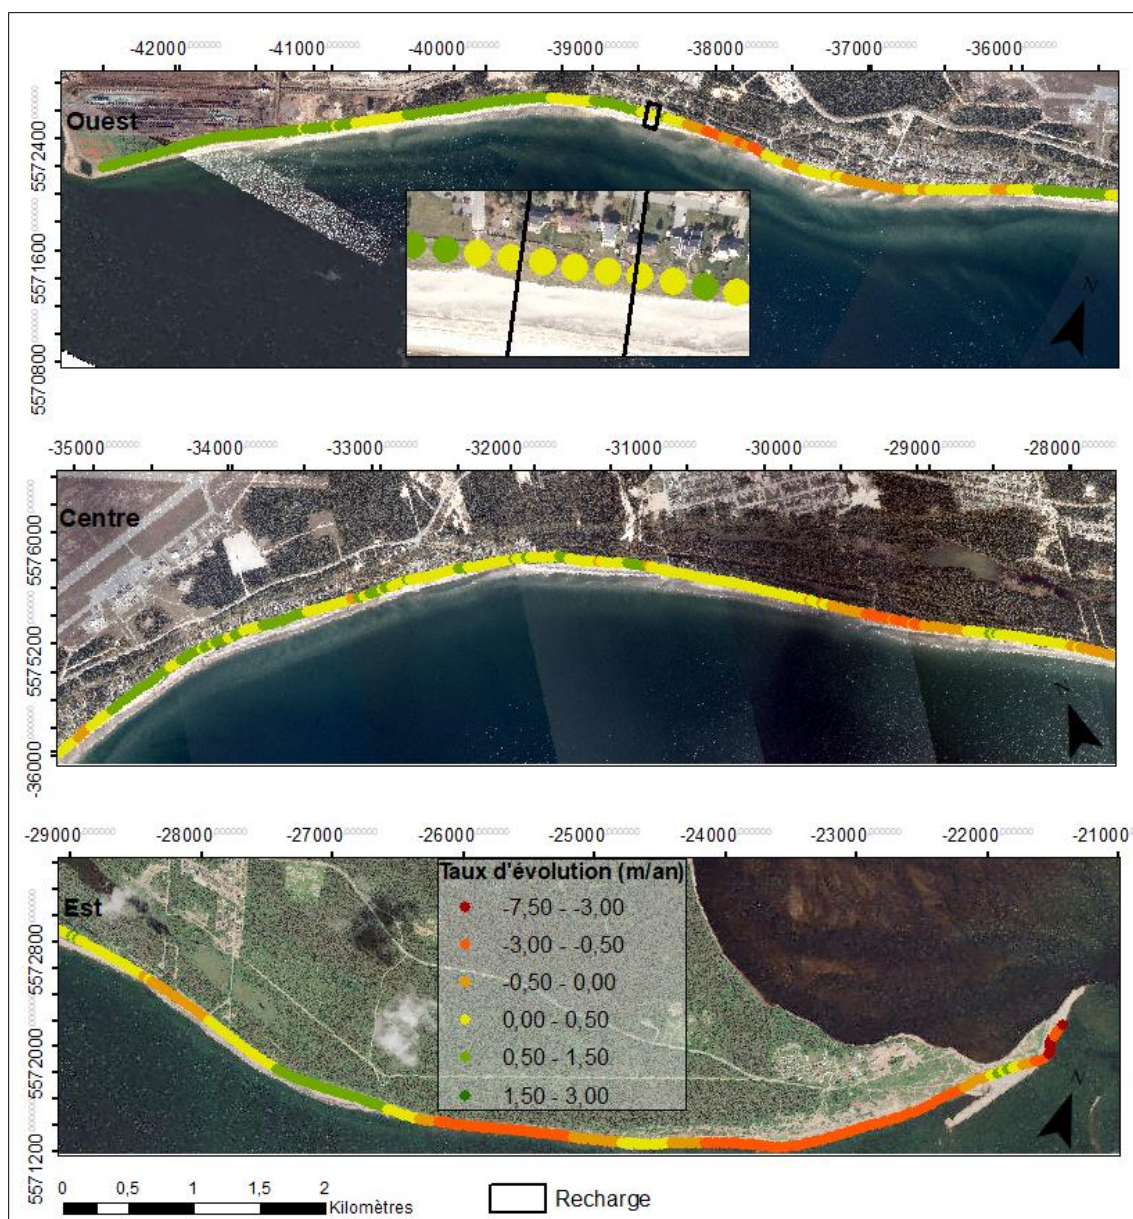 -42000 -41000 -40000 -39000 -38000 -37000 -36000
Ouest
5572400
5571600
5570800
N
-35000 -34000 -33000 -32000 -31000 -30000 -29000 -28000
Centre
5576000
5575200
-36000
N
-29000 -28000 -27000 -26000 -25000 -24000 -23000 -22000 -21000
Est
5572800
5572000
5571200
Taux d'évolution (m/an)
-7,50 - -3,00
-3,00 - -0,50
-0,50 - 0,00
0,00 - 0,50
0,50 - 1,50
1,50 - 3,00
N
0 0,5 1 1,5 2
Kilomètres
Recharge